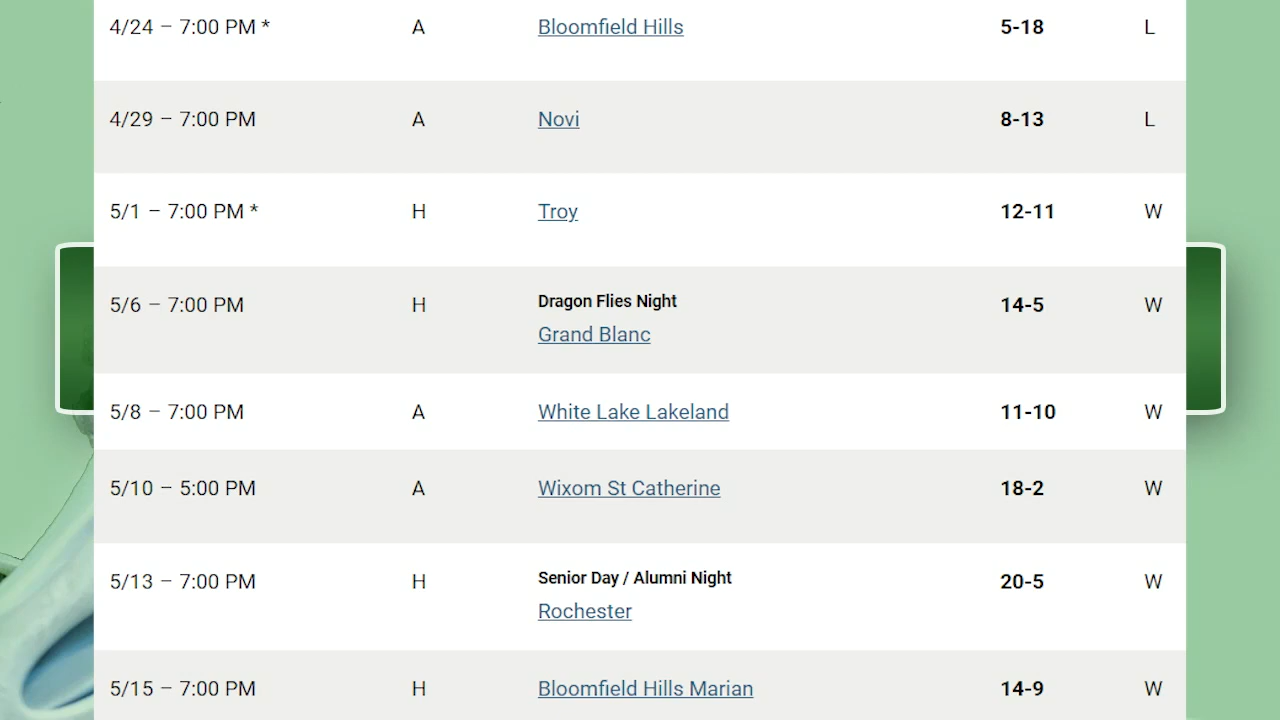 4/24 – 7:00 PM * A Bloomfield Hills 5-18 L
4/29 – 7:00 PM A Novi 8-13 L
5/1 – 7:00 PM * H Troy 12-11 W
5/6 – 7:00 PM H Dragon Flies Night 14-5 W
Grand Blanc
5/8 – 7:00 PM A White Lake Lakeland 11-10 W
5/10 – 5:00 PM A Wixom St Catherine 18-2 W
5/13 – 7:00 PM H Senior Day / Alumni Night 20-5 W
Rochester
5/15 – 7:00 PM H Bloomfield Hills Marian 14-9 W